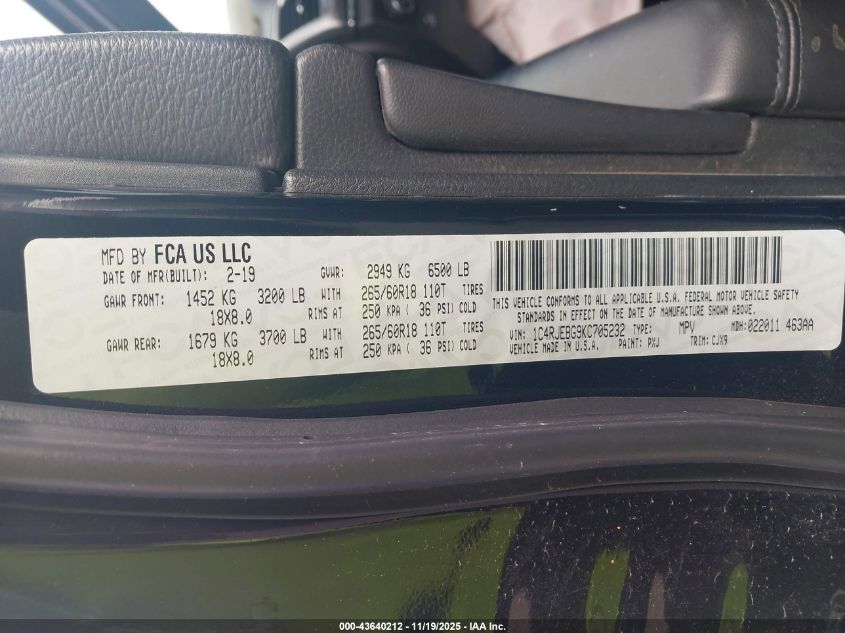 MFD BY FCA US LLC
DATE OF MFR(BUILT): 2-19 GVWR: 2949 KG 6500 LB
GAWR FRONT: 1452 KG 3200 LB WITH 265/60R18 110T TIRES
18X8.0 RIMS AT 250 KPA ( 36 PSI) COLD
GAWR REAR: 1679 KG 3700 LB WITH 265/60R18 110T TIRES
18X8.0 RIMS AT 250 KPA ( 36 PSI) COLD
THIS VEHICLE CONFORMS TO ALL APPLICABLE U.S.A. FEDERAL MOTOR VEHICLE SAFETY
STANDARDS IN EFFECT ON THE DATE OF MANUFACTURE SHOWN ABOVE.
VIN: 1C4RJEBG9KC705232 TYPE: MPV MDH:022011 463AA
VEHICLE MADE IN U.S.A. PAINT: PXJ TRIM: CJX9
000-43640212 - 11/19/2025 - IAA Inc.